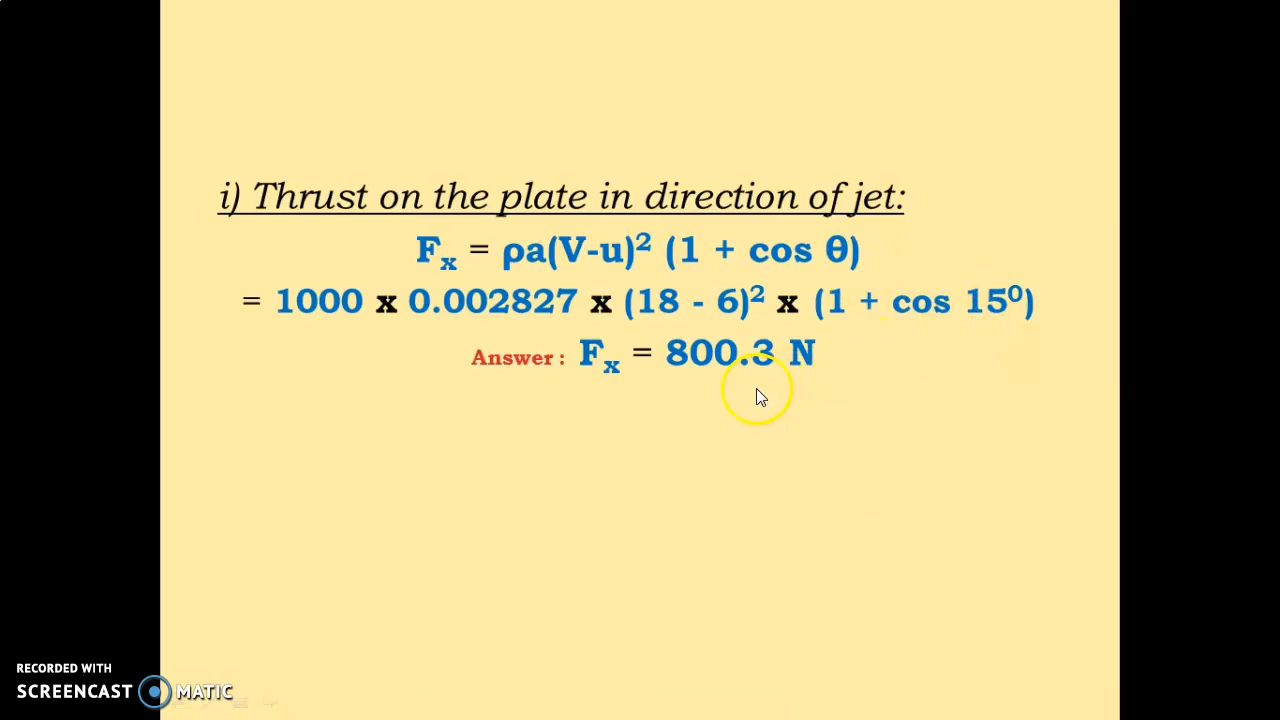 i) Thrust on the plate in direction of jet:
Fₓ = ρa(V-u)² (1 + cos θ)
= 1000 x 0.002827 x (18 - 6)² x (1 + cos 15⁰)
Answer : Fₓ = 800.3 N
RECORDED WITH
SCREENCAST MATIC